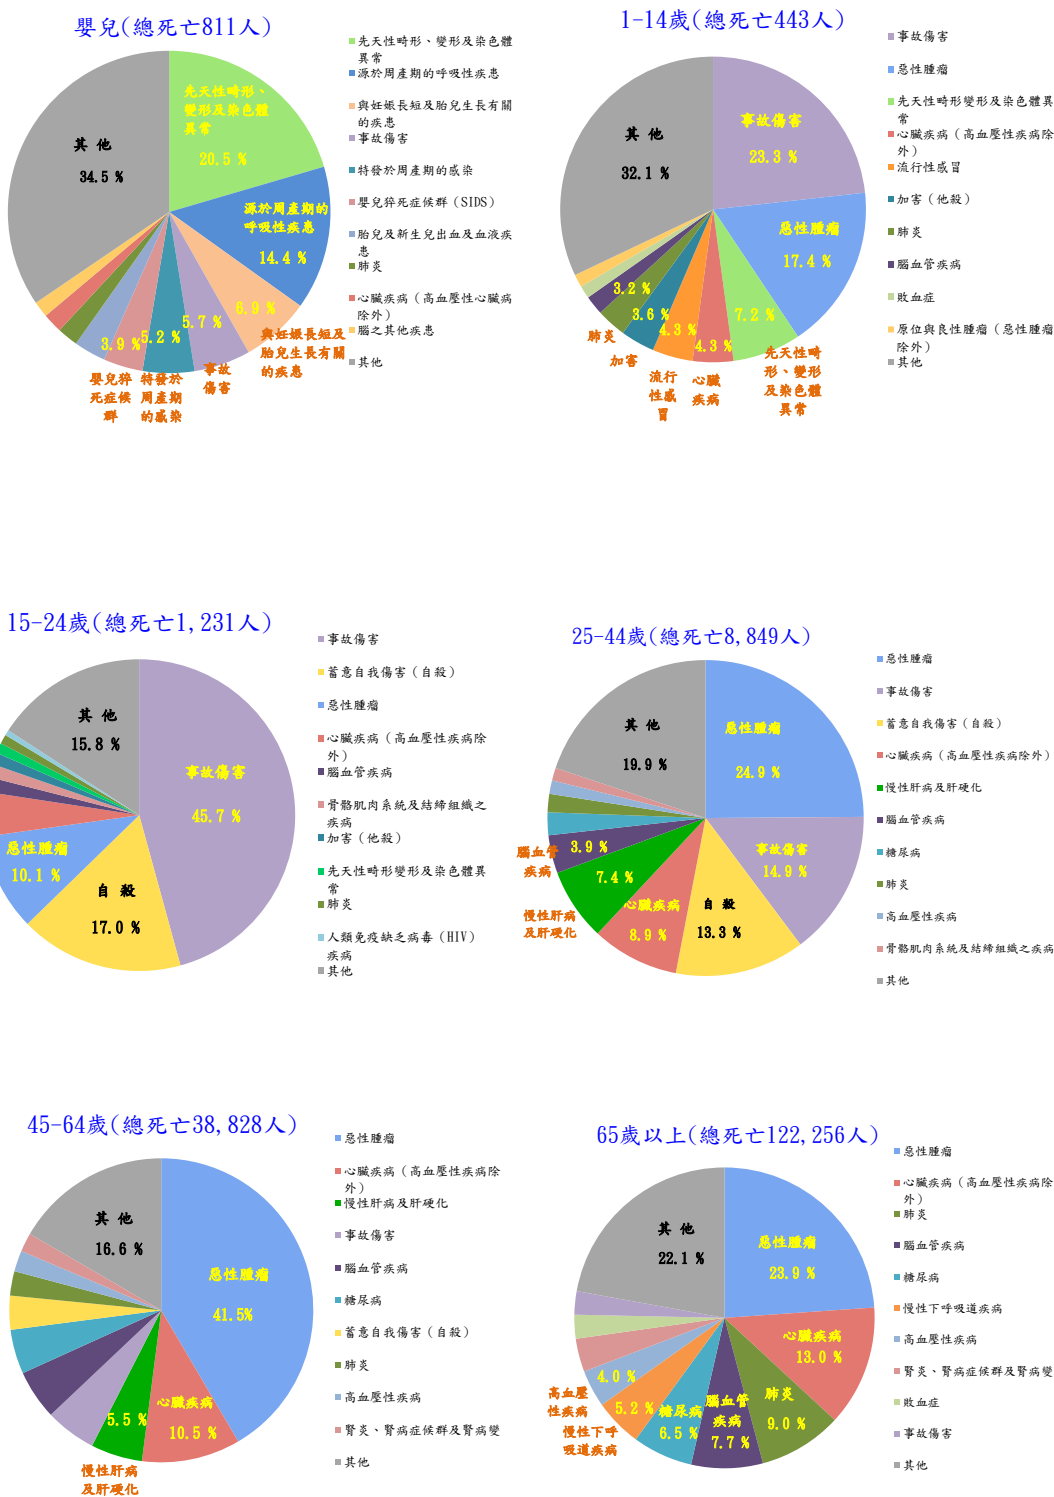 嬰兒(總死亡811人)
先天性畸形、
變形及染色體
異常
20.5 %
源於周產期的
呼吸性疾患
14.4 %
6.9 %
與妊娠長短及
胎兒生長有關
的疾患
5.7 %
事故
傷害
5.2 %
特發於
周產期
的感染
3.9 %
嬰兒猝
死症候
群
其 他
34.5 %
先天性畸形、變形及染色體
異常
源於周產期的呼吸性疾患
與妊娠長短及胎兒生長有關
的疾患
事故傷害
特發於周產期的感染
嬰兒猝死症候群（SIDS）
胎兒及新生兒出血及血液疾
患
肺炎
心臟疾病（高血壓性心臟病
除外）
腦之其他疾患
其他
1-14歲(總死亡443人)
事故傷害
23.3 %
惡性腫瘤
17.4 %
7.2 %
先天性畸
形、變形
及染色體
異常
4.3 %
心臟
疾病
4.3 %
流行
性感
冒
3.6 %
加害
3.2 %
肺炎
其 他
32.1 %
事故傷害
惡性腫瘤
先天性畸形變形及染色體異
常
心臟疾病（高血壓性疾病除
外）
流行性感冒
加害（他殺）
肺炎
腦血管疾病
敗血症
原位與良性腫瘤（惡性腫瘤
除外）
其他
15-24歲(總死亡1,231人)
事故傷害
45.7 %
自 殺
17.0 %
惡性腫瘤
10.1 %
其 他
15.8 %
事故傷害
蓄意自我傷害（自殺）
惡性腫瘤
心臟疾病（高血壓性疾病除
外）
腦血管疾病
骨骼肌肉系統及結締組織之
疾病
加害（他殺）
先天性畸形變形及染色體異
常
肺炎
人類免疫缺乏病毒（HIV）
疾病
其他
25-44歲(總死亡8,849人)
惡性腫瘤
24.9 %
事故傷害
14.9 %
自 殺
13.3 %
心臟疾病
8.9 %
7.4 %
慢性肝病
及肝硬化
3.9 %
腦血管
疾病
其 他
19.9 %
惡性腫瘤
事故傷害
蓄意自我傷害（自殺）
心臟疾病（高血壓性疾病除外）
慢性肝病及肝硬化
腦血管疾病
糖尿病
肺炎
高血壓性疾病
骨骼肌肉系統及結締組織之疾病
其他
45-64歲(總死亡38,828人)
惡性腫瘤
41.5%
心臟疾病
10.5 %
5.5 %
慢性肝病
及肝硬化
其 他
16.6 %
惡性腫瘤
心臟疾病（高血壓性疾病除
外）
慢性肝病及肝硬化
事故傷害
腦血管疾病
糖尿病
蓄意自我傷害（自殺）
肺炎
高血壓性疾病
腎炎、腎病症候群及腎病變
其他
65歲以上(總死亡122,256人)
惡性腫瘤
23.9 %
心臟疾病
13.0 %
肺炎
9.0 %
腦血管
疾病
7.7 %
糖尿病
6.5 %
5.2 %
慢性下呼
吸道疾病
4.0 %
高血壓
性疾病
其 他
22.1 %
惡性腫瘤
心臟疾病（高血壓性疾病除
外）
肺炎
腦血管疾病
糖尿病
慢性下呼吸道疾病
高血壓性疾病
腎炎、腎病症候群及腎病變
敗血症
事故傷害
其他